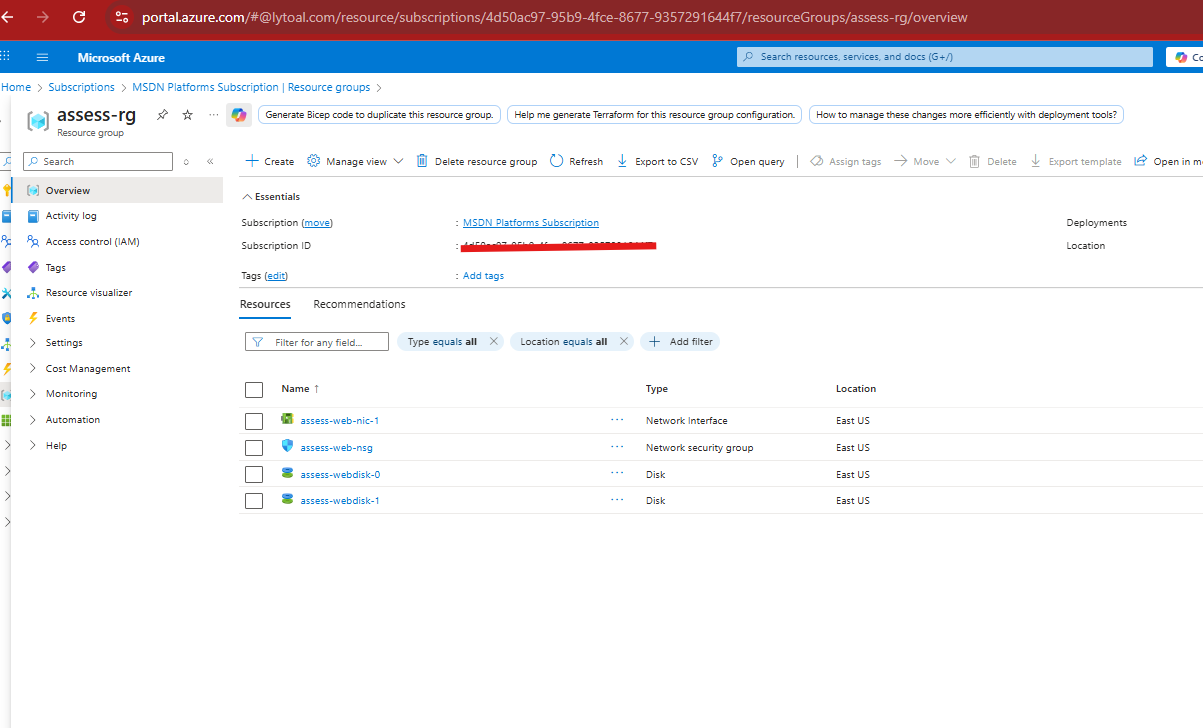 portal.azure.com/#@lytoal.com/resource/subscriptions/4d50ac97-95b9-4fce-8677-9357291644f7/resourceGroups/assess-rg/overview
Microsoft Azure
Search resources, services, and docs (G+/)
Co
Home > Subscriptions > MSDN Platforms Subscription | Resource groups >
assess-rg
Resource group
Generate Bicep code to duplicate this resource group.
Help me generate Terraform for this resource group configuration.
How to manage these changes more efficiently with deployment tools?
Search
Create
Manage view
Delete resource group
Refresh
Export to CSV
Open query
Assign tags
Move
Delete
Export template
Open in m
Overview
Activity log
Access control (IAM)
Tags
Resource visualizer
Events
Settings
Cost Management
Monitoring
Automation
Help
Essentials
Subscription (move) : MSDN Platforms Subscription
Deployments
Subscription ID :
Location
Tags (edit) : Add tags
Resources
Recommendations
Filter for any field...
Type equals all
Location equals all
Add filter
Name ↑ Type Location
assess-web-nic-1 ··· Network Interface East US
assess-web-nsg ··· Network security group East US
assess-webdisk-0 ··· Disk East US
assess-webdisk-1 ··· Disk East US